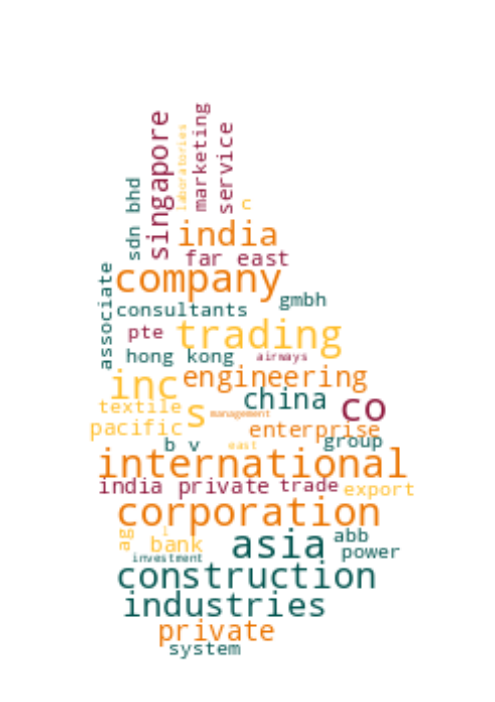 singapore
laboratories
marketing
service
sdn bhd
c
india
far east
associate
company
gmbh
consultants
pte
trading
hong kong
airways
inc
engineering
china
co
textile
s
management
pacific
enterprise
b v
east
group
international
india private
trade
export
corporation
ag
i
bank
asia
abb
investment
power
construction
industries
private
system